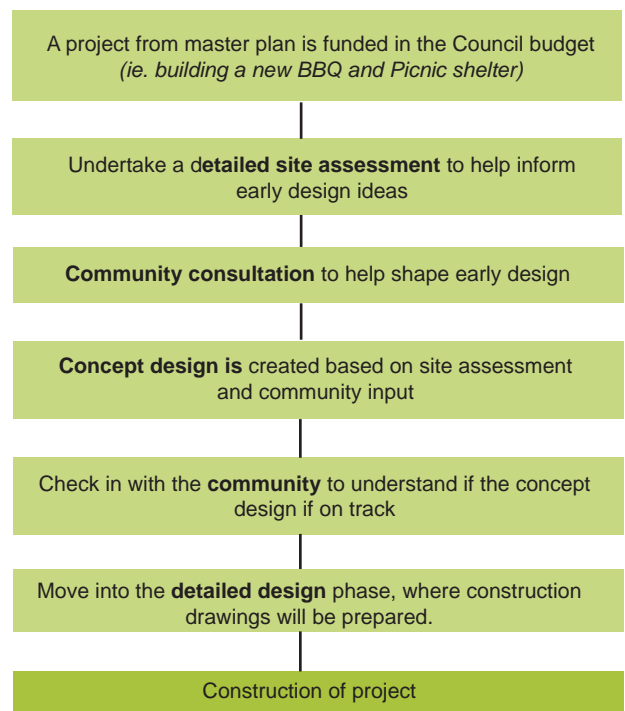 A project from master plan is funded in the Council budget
(ie. building a new BBQ and Picnic shelter)
Undertake a detailed site assessment to help inform
early design ideas
Community consultation to help shape early design
Concept design is created based on site assessment
and community input
Check in with the community to understand if the concept
design if on track
Move into the detailed design phase, where construction
drawings will be prepared.
Construction of project